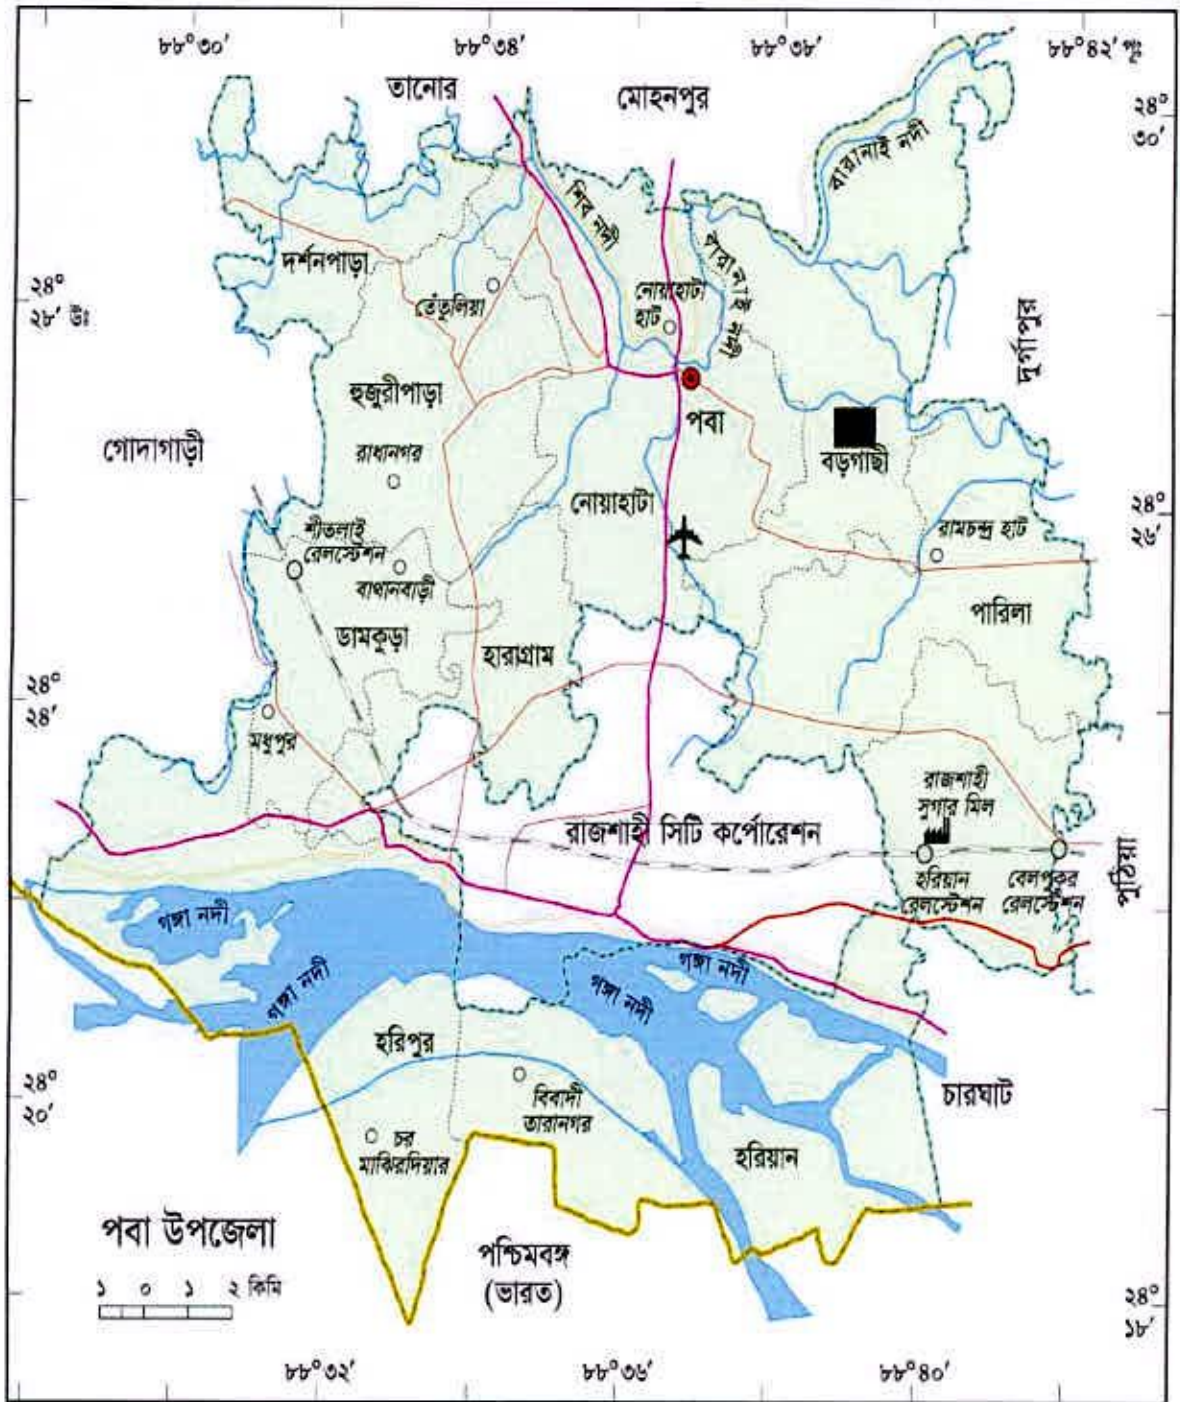 ৮৮°৩০′
৮৮°৩৪′
৮৮°৩৮′
৮৮°৪২′ পূঃ
তানোর
মোহনপুর
২৪°
৩০′
বারানাই নদী
শিব নদী
বারানাই নদী
দর্শনপাড়া
২৪°
২৮′ উঃ
তেঁতুলিয়া
নোয়াহাটা
হাট
দুর্গাপুর
হুজুরীপাড়া
পবা
গোদাগাড়ী
রাধানগর
বড়গাছী
নোয়াহাটা
২৪°
২৬′
শীতলাই
রেলস্টেশন
রামচন্দ্র হাট
বাথানবাড়ী
পারিলা
ডামকুড়া
হারাগ্রাম
২৪°
২৪′
মধুপুর
রাজশাহী
সুগার মিল
রাজশাহী সিটি কর্পোরেশন
হরিয়ান
রেলস্টেশন
বেলপুকুর
রেলস্টেশন
পুঠিয়া
গঙ্গা নদী
গঙ্গা নদী
গঙ্গা নদী
গঙ্গা নদী
হরিপুর
২৪°
২০′
বিবাদী
তারানগর
চারঘাট
চর
মাঝিরদিয়ার
হরিয়ান
পবা উপজেলা
পশ্চিমবঙ্গ
(ভারত)
১ ০ ১ ২ কিমি
২৪°
১৮′
৮৮°৩২′
৮৮°৩৬′
৮৮°৪০′